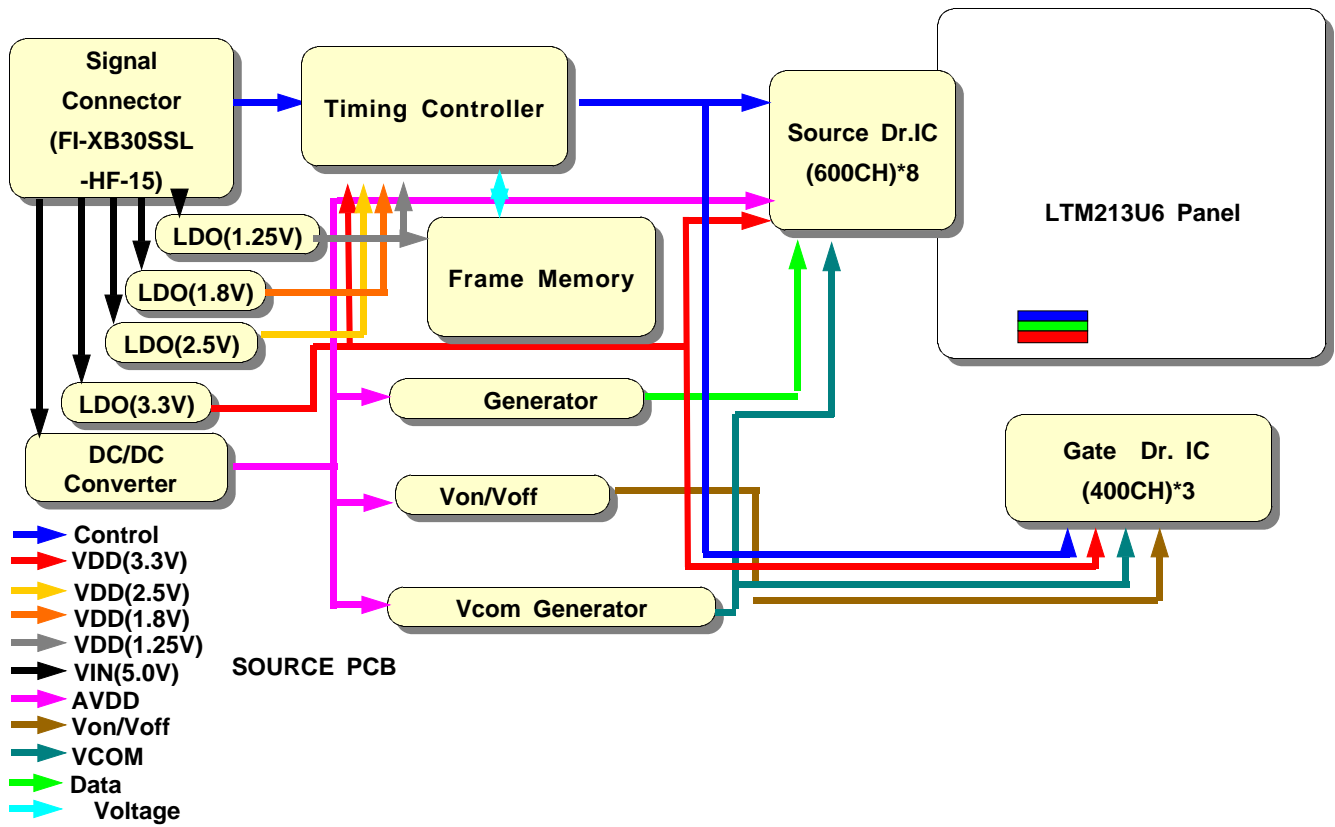 Signal
Connector
(FI-XB30SSL
-HF-15)
Timing Controller
Source Dr.IC
(600CH)*8
LTM213U6 Panel
LDO(1.25V)
Frame Memory
LDO(1.8V)
LDO(2.5V)
LDO(3.3V)
Generator
DC/DC
Converter
Von/Voff
Gate Dr. IC
(400CH)*3
Vcom Generator
Control
VDD(3.3V)
VDD(2.5V)
VDD(1.8V)
VDD(1.25V)
VIN(5.0V)
SOURCE PCB
AVDD
Von/Voff
VCOM
Data
Voltage